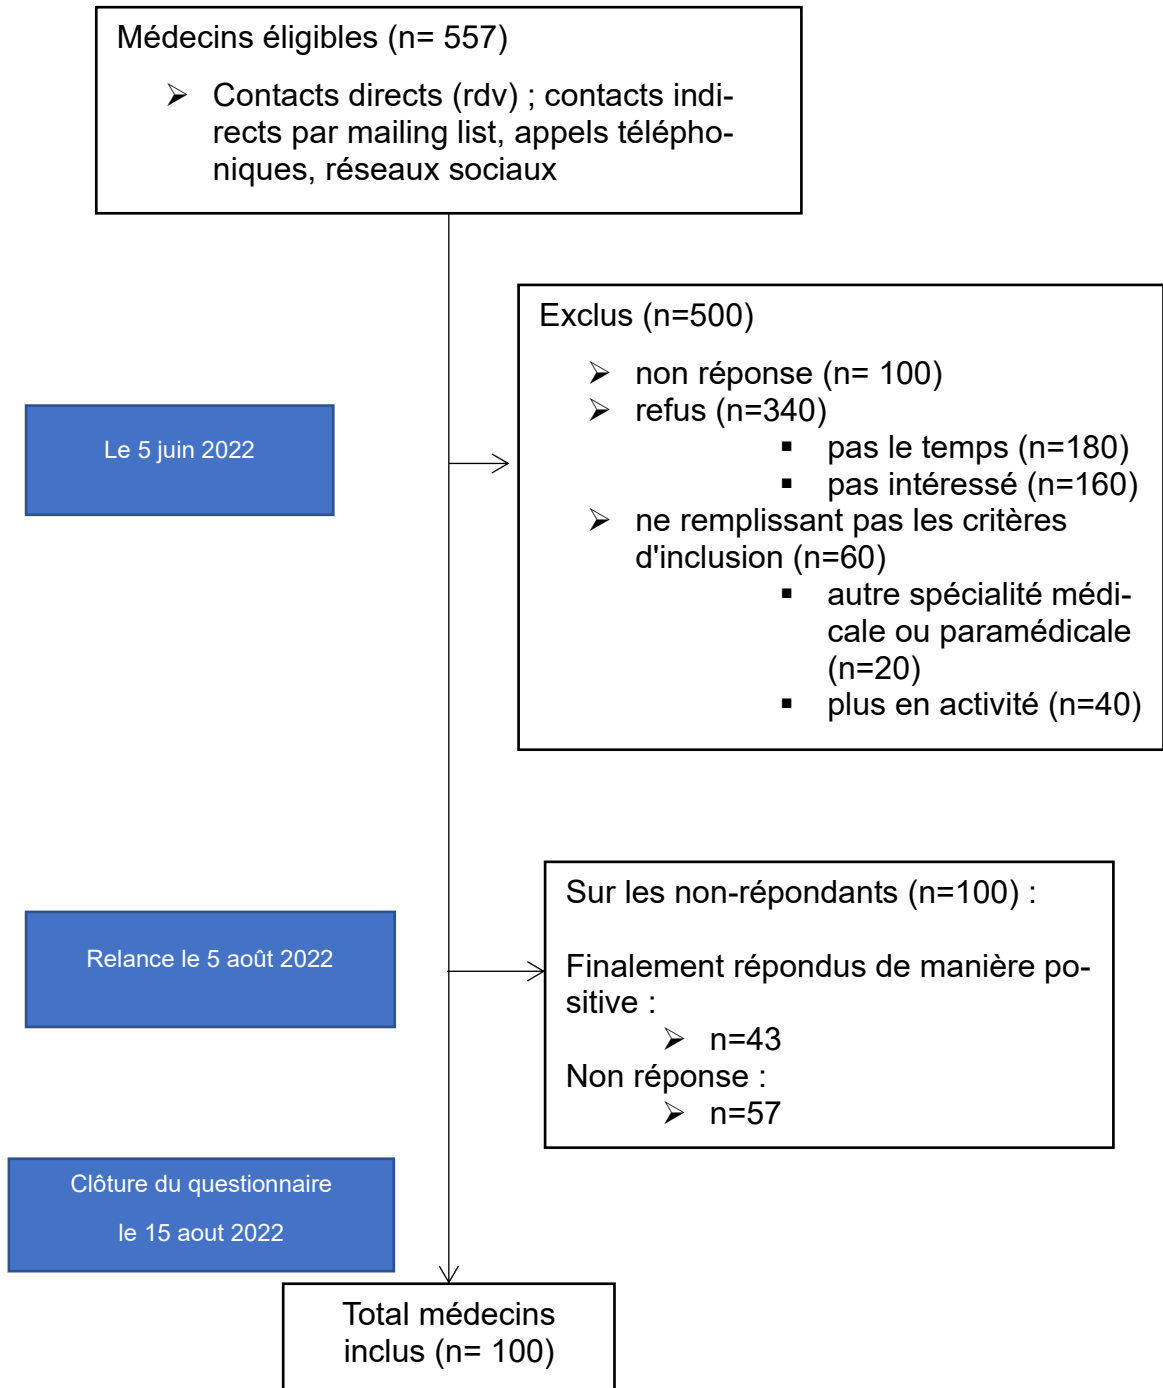 Médecins éligibles (n= 557)
➢ Contacts directs (rdv) ; contacts indi-
rects par mailing list, appels télépho-
niques, réseaux sociaux
Exclus (n=500)
➢ non réponse (n= 100)
➢ refus (n=340)
▪ pas le temps (n=180)
▪ pas intéressé (n=160)
➢ ne remplissant pas les critères
d'inclusion (n=60)
▪ autre spécialité médi-
cale ou paramédicale
(n=20)
▪ plus en activité (n=40)
Le 5 juin 2022
Sur les non-répondants (n=100) :
Finalement répondus de manière po-
sitive :
➢ n=43
Non réponse :
➢ n=57
Relance le 5 août 2022
Clôture du questionnaire
le 15 aout 2022
Total médecins
inclus (n= 100)